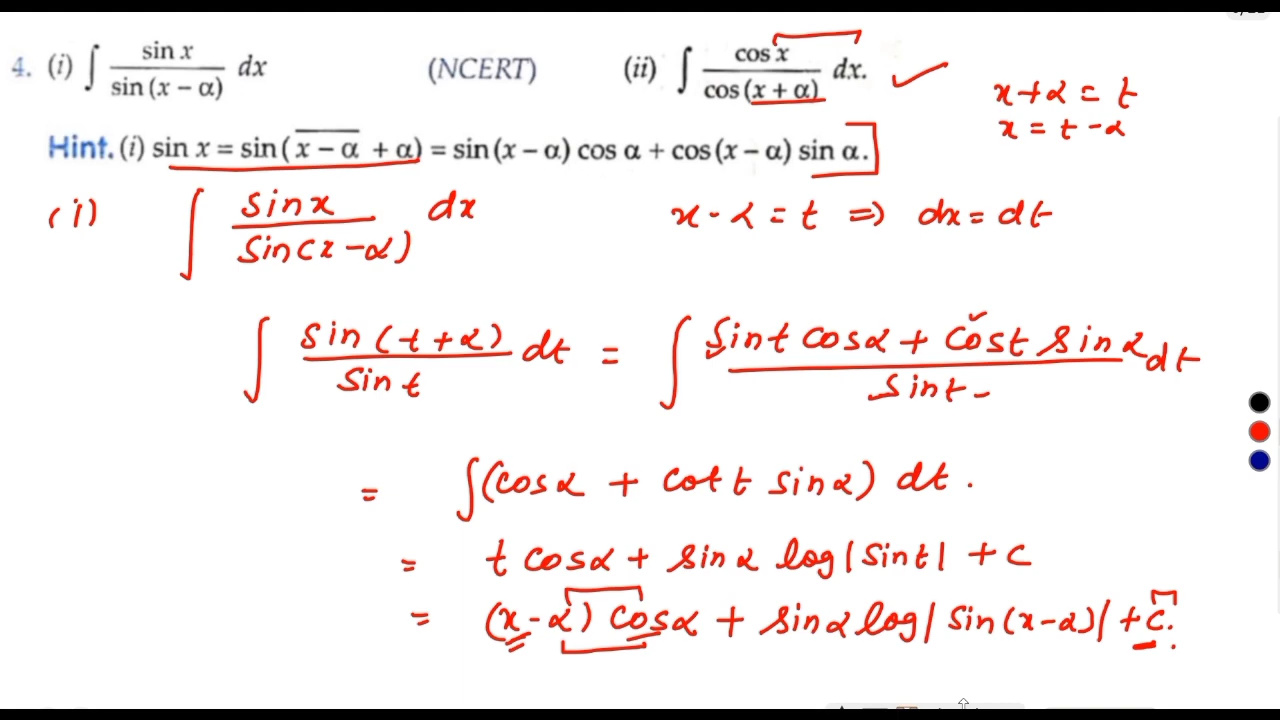 4. (i) ∫ sin x / sin (x − α) dx (NCERT) (ii) ∫ cos x / cos (x + α) dx.
x + α = t
x = t − α
Hint. (i) sin x = sin (x − α + α) = sin (x − α) cos α + cos (x − α) sin α.
(i) ∫ sin x / sin(x − α) dx x − α = t ⇒ dx = dt
∫ sin (t + α) / sin t dt = ∫ sin t cos α + cos t sin α / sin t dt
= ∫(cos α + cot t sin α) dt.
= t cos α + sin α log|sin t| + c
= (x − α) cos α + sin α log|sin(x − α)| + c.